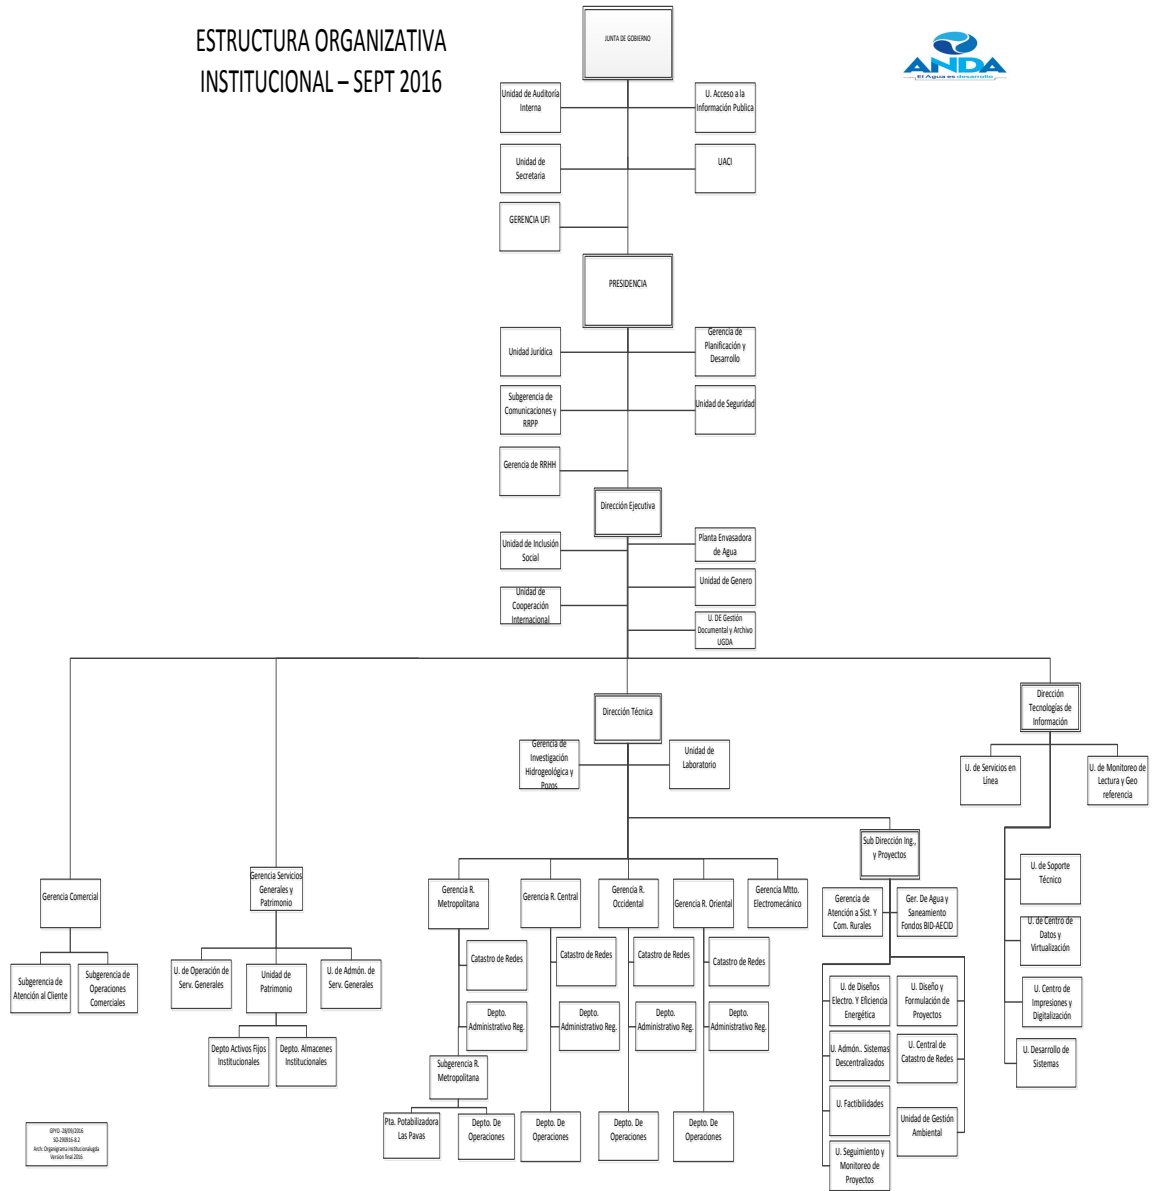 ESTRUCTURA ORGANIZATIVA
INSTITUCIONAL – SEPT 2016
JUNTA DE GOBIERNO
ANDA
El Agua es desarrollo
Unidad de Auditoría
Interna
U. Acceso a la
Información Publica
Unidad de
Secretaria
UACI
GERENCIA UFI
PRESIDENCIA
Unidad Jurídica
Gerencia de
Planificación y
Desarrollo
Subgerencia de
Comunicaciones y
RRPP
Unidad de Seguridad
Gerencia de RRHH
Dirección Ejecutiva
Unidad de Inclusión
Social
Planta Envasadora
de Agua
Unidad de Genero
Unidad de
Cooperación
Internacional
U. DE Gestión
Documental y Archivo
UGDA
Dirección Técnica
Dirección
Tecnologías de
Información
Gerencia de
Investigación
Hidrogeológica y
Pozos
Unidad de
Laboratorio
U. de Servicios en
Línea
U. de Monitoreo de
Lectura y Geo
referencia
Sub Dirección Ing.,
y Proyectos
Gerencia Comercial
Gerencia Servicios
Generales y
Patrimonio
Gerencia R.
Metropolitana
Gerencia R. Central
Gerencia R.
Occidental
Gerencia R. Oriental
Gerencia Mtto.
Electromecánico
Gerencia de
Atención a Sist. Y
Com. Rurales
Ger. De Agua y
Saneamiento
Fondos BID-AECID
U. de Soporte
Técnico
U. de Centro de
Datos y
Virtualización
Subgerencia de
Atención al Cliente
Subgerencia de
Operaciones
Comerciales
U. de Operación de
Serv. Generales
Unidad de
Patrimonio
U. de Admón. de
Serv. Generales
Catastro de Redes
Catastro de Redes
Catastro de Redes
Catastro de Redes
U. de Diseños
Electro. Y Eficiencia
Energética
U. Diseño y
Formulación de
Proyectos
U. Centro de
Impresiones y
Digitalización
Depto.
Administrativo Reg.
Depto.
Administrativo Reg.
Depto.
Administrativo Reg.
Depto.
Administrativo Reg.
Depto Activos Fijos
Institucionales
Depto. Almacenes
Institucionales
Subgerencia R.
Metropolitana
U. Admón.. Sistemas
Descentralizados
U. Central de
Catastro de Redes
U. Desarrollo de
Sistemas
Pta. Potabilizadora
Las Pavas
Depto. De
Operaciones
Depto. De
Operaciones
Depto. De
Operaciones
Depto. De
Operaciones
U. Factibilidades
Unidad de Gestión
Ambiental
U. Seguimiento y
Monitoreo de
Proyectos
GPYD -28/09/2016
SO-290916-8.2
Arch: Organigrama Institucionalugda
Version final 2016